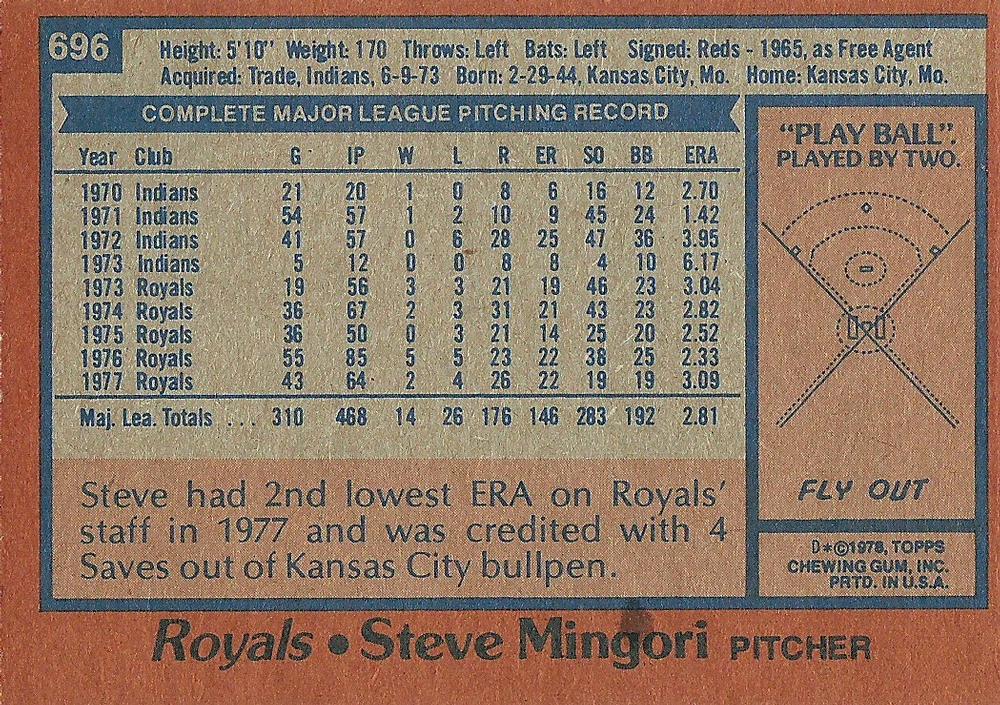 696
Height: 5'10" Weight: 170 Throws: Left Bats: Left Signed: Reds - 1965, as Free Agent
Acquired: Trade, Indians, 6-9-73 Born: 2-29-44, Kansas City, Mo. Home: Kansas City, Mo.
COMPLETE MAJOR LEAGUE PITCHING RECORD
Year Club G IP W L R ER SO BB ERA
1970 Indians 21 20 1 0 8 6 16 12 2.70
1971 Indians 54 57 1 2 10 9 45 24 1.42
1972 Indians 41 57 0 6 28 25 47 36 3.95
1973 Indians 5 12 0 0 8 8 4 10 6.17
1973 Royals 19 56 3 3 21 19 46 23 3.04
1974 Royals 36 67 2 3 31 21 43 23 2.82
1975 Royals 36 50 0 3 21 14 25 20 2.52
1976 Royals 55 85 5 5 23 22 38 25 2.33
1977 Royals 43 64 2 4 26 22 19 19 3.09
Maj. Lea. Totals . . . 310 468 14 26 176 146 283 192 2.81
Steve had 2nd lowest ERA on Royals'
staff in 1977 and was credited with 4
Saves out of Kansas City bullpen.
"PLAY BALL".
PLAYED BY TWO.
FLY OUT
D*©1978, TOPPS
CHEWING GUM, INC.
PRTD. IN U.S.A.
Royals • Steve Mingori PITCHER